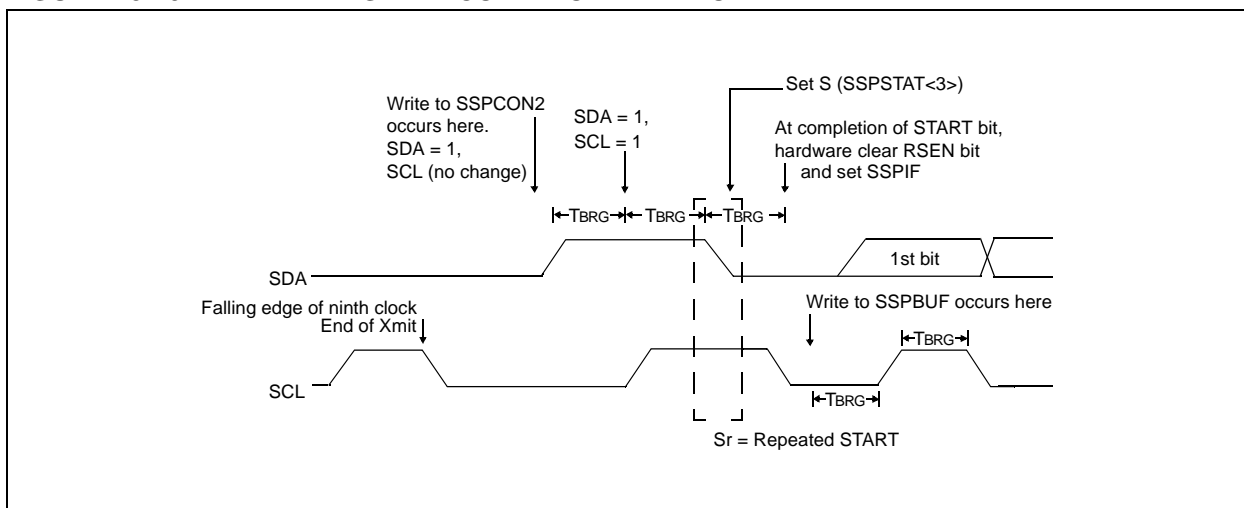 Set S (SSPSTAT<3>)
Write to SSPCON2
occurs here.
SDA = 1,
SCL (no change)
SDA = 1,
SCL = 1
At completion of START bit,
hardware clear RSEN bit
and set SSPIF
TBRG
TBRG
TBRG
SDA
1st bit
Falling edge of ninth clock
End of Xmit
Write to SSPBUF occurs here
TBRG
SCL
TBRG
Sr = Repeated START